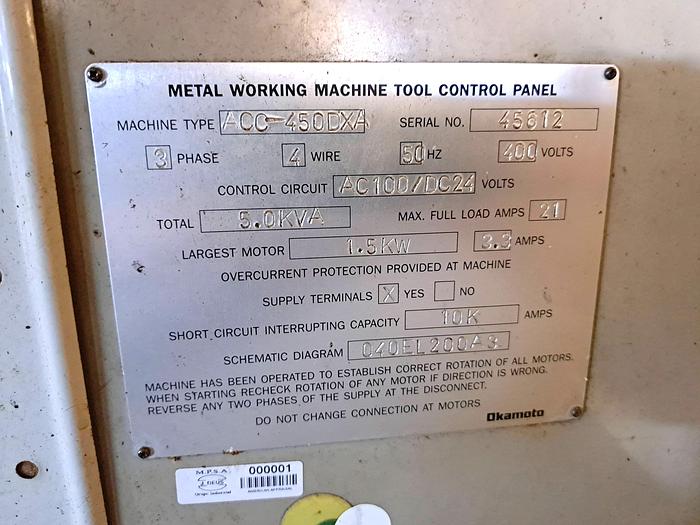 METAL WORKING MACHINE TOOL CONTROL PANEL
MACHINE TYPE ACC-450DXA SERIAL NO. 45612
3 PHASE 4 WIRE 50 HZ 400 VOLTS
CONTROL CIRCUIT AC100/DC24 VOLTS
TOTAL 5.0KVA MAX. FULL LOAD AMPS 21
LARGEST MOTOR 1.5KW 3.3 AMPS
OVERCURRENT PROTECTION PROVIDED AT MACHINE
SUPPLY TERMINALS X YES NO
SHORT CIRCUIT INTERRUPTING CAPACITY 10K AMPS
SCHEMATIC DIAGRAM 040EL200A3
MACHINE HAS BEEN OPERATED TO ESTABLISH CORRECT ROTATION OF ALL MOTORS.
WHEN STARTING RECHECK ROTATION OF ANY MOTOR IF DIRECTION IS WRONG.
REVERSE ANY TWO PHASES OF THE SUPPLY AT THE DISCONNECT.
DO NOT CHANGE CONNECTION AT MOTORS
Okamoto
M.P.S.A. 000001